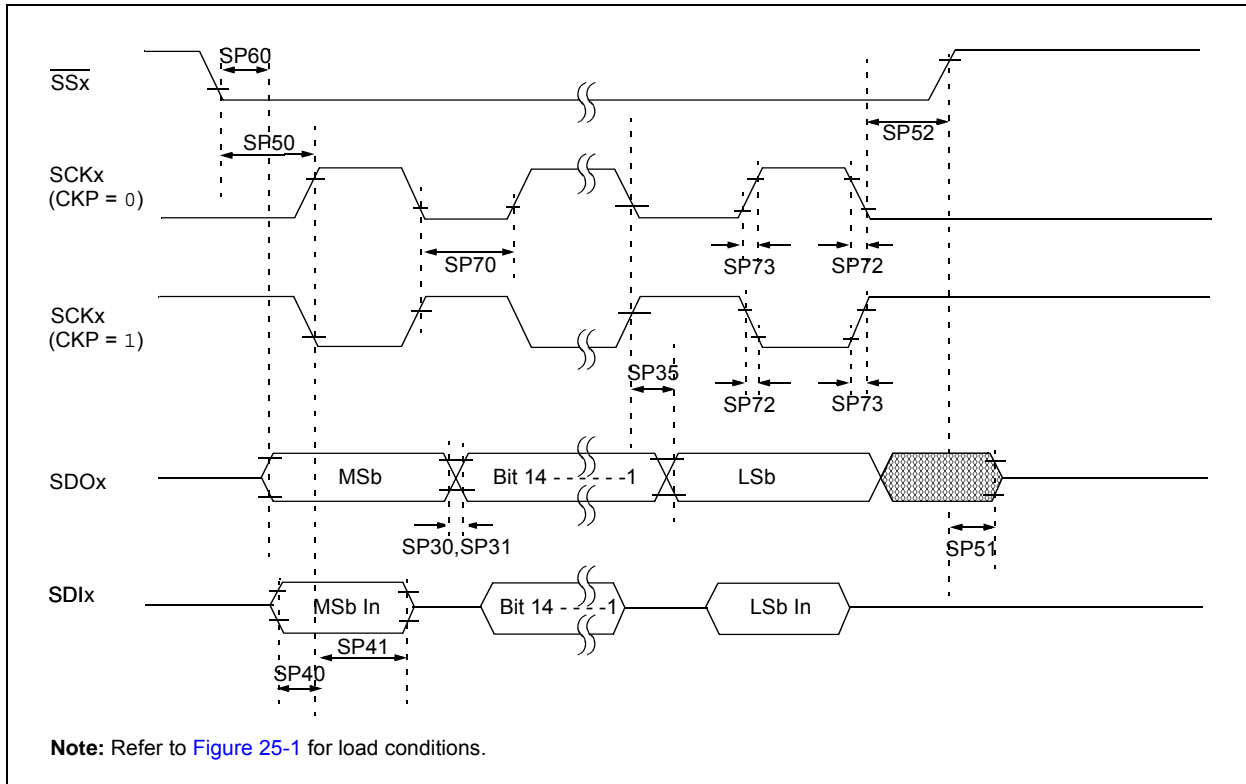 SP60
SSx
SP50
SP52
SCKx
(CKP = 0)
SP70
SP73
SP72
SCKx
(CKP = 1)
SP35
SP72
SP73
SDOx
MSb
Bit 14 - - - - - -1
LSb
SP30,SP31
SP51
SDIx
MSb In
Bit 14 - - - -1
LSb In
SP41
SP40
Note: Refer to Figure 25-1 for load conditions.